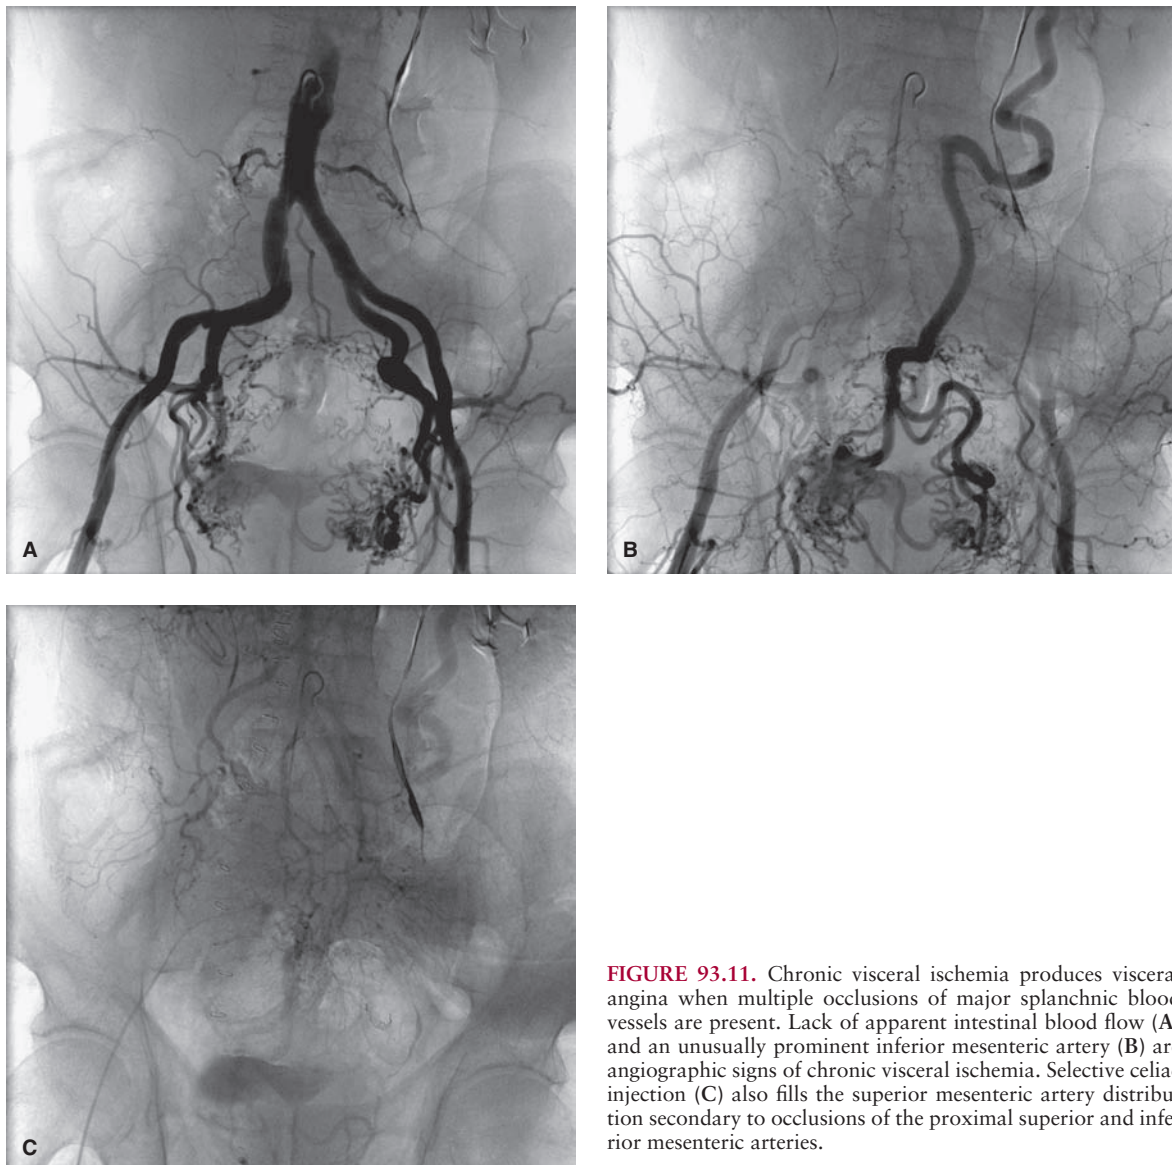 A
B
C
FIGURE 93.11. Chronic visceral ischemia produces viscera
angina when multiple occlusions of major splanchnic blood
vessels are present. Lack of apparent intestinal blood flow (A
and an unusually prominent inferior mesenteric artery (B) ar
angiographic signs of chronic visceral ischemia. Selective celia
injection (C) also fills the superior mesenteric artery distribu
tion secondary to occlusions of the proximal superior and infe
rior mesenteric arteries.